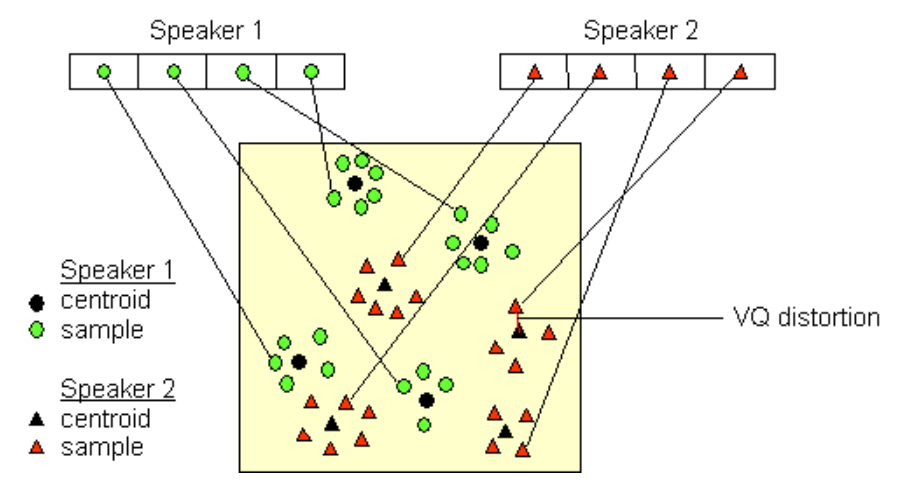 Speaker 1
Speaker 2
Speaker 1
centroid
sample
VQ distortion
Speaker 2
centroid
sample